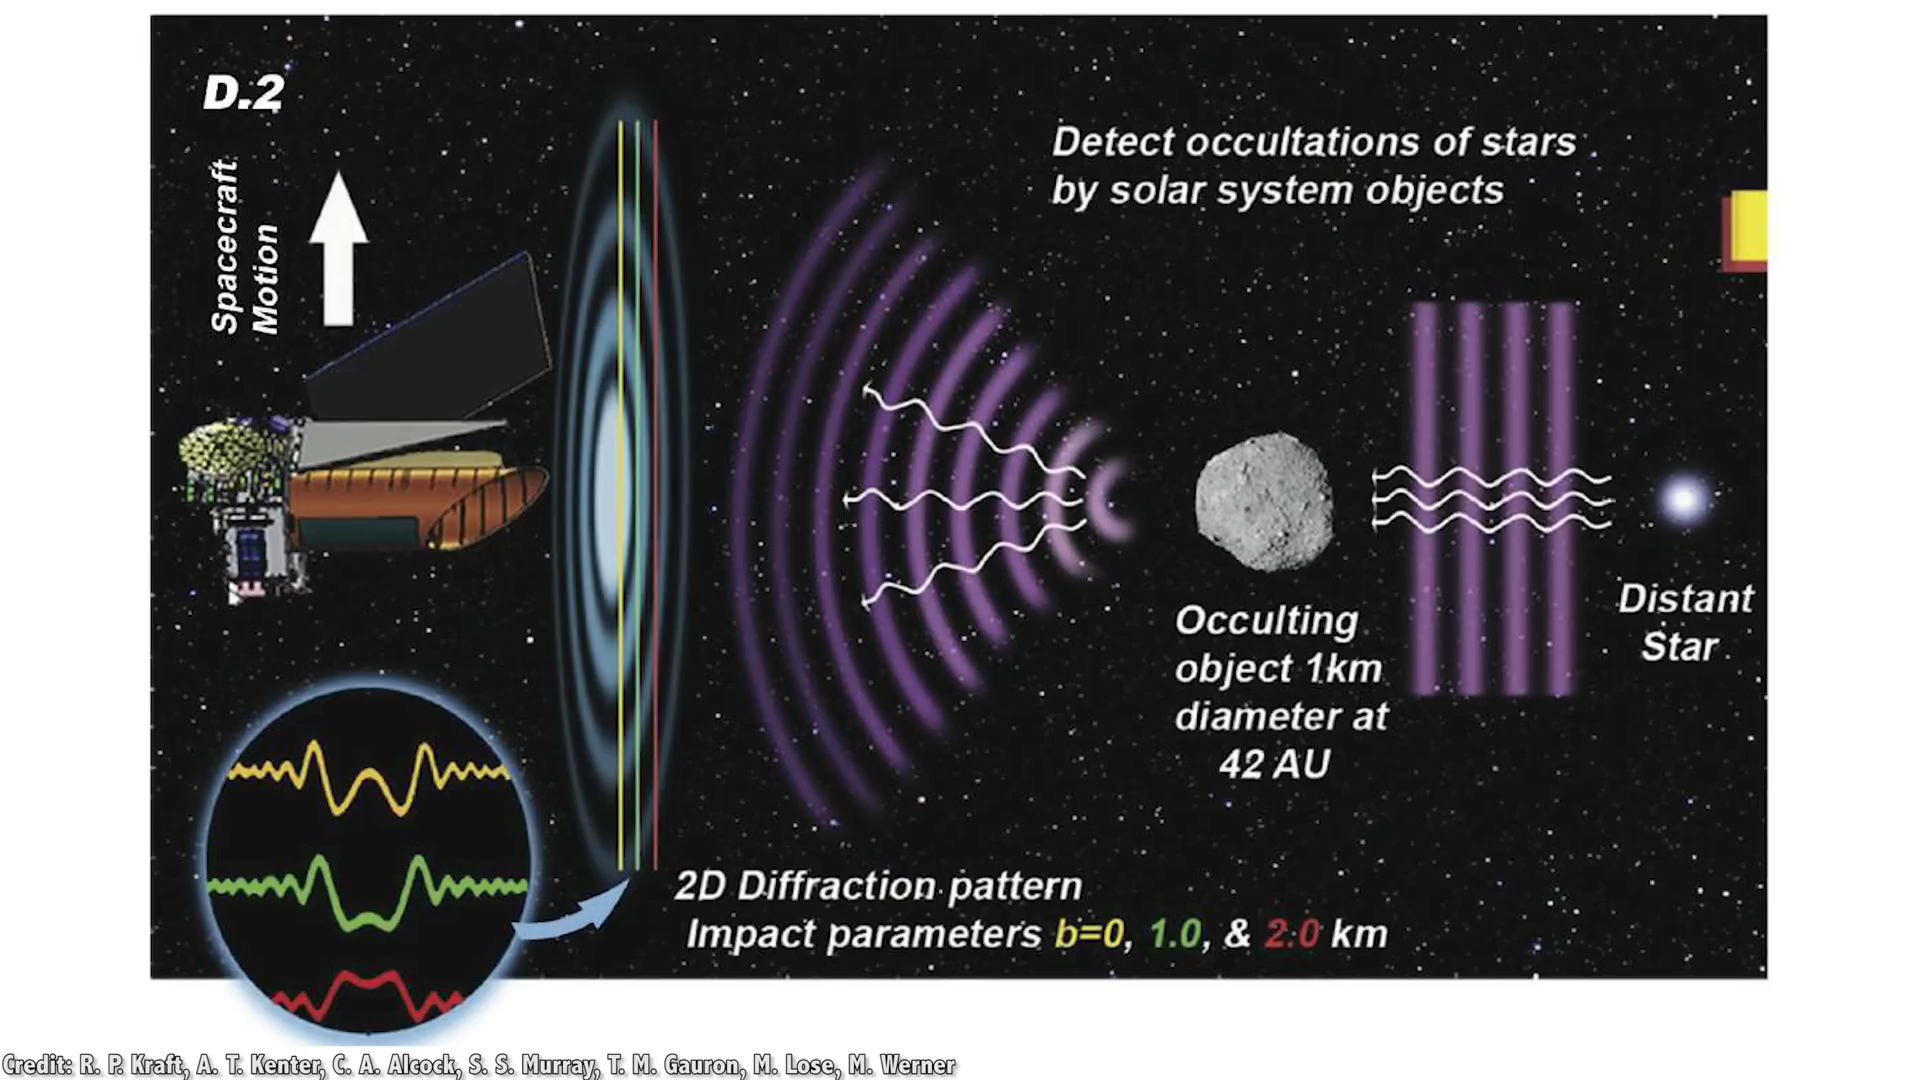 D.2
Spacecraft
Motion
Detect occultations of stars
by solar system objects
Occulting
object 1km
diameter at
42 AU
Distant
Star
2D Diffraction pattern
Impact parameters b=0, 1.0, & 2.0 km
Credit: R. P. Kraft, A. T. Kenter, C. A. Alcock, S. S. Murray, T. M. Gauron, M. Lose, M. Werner